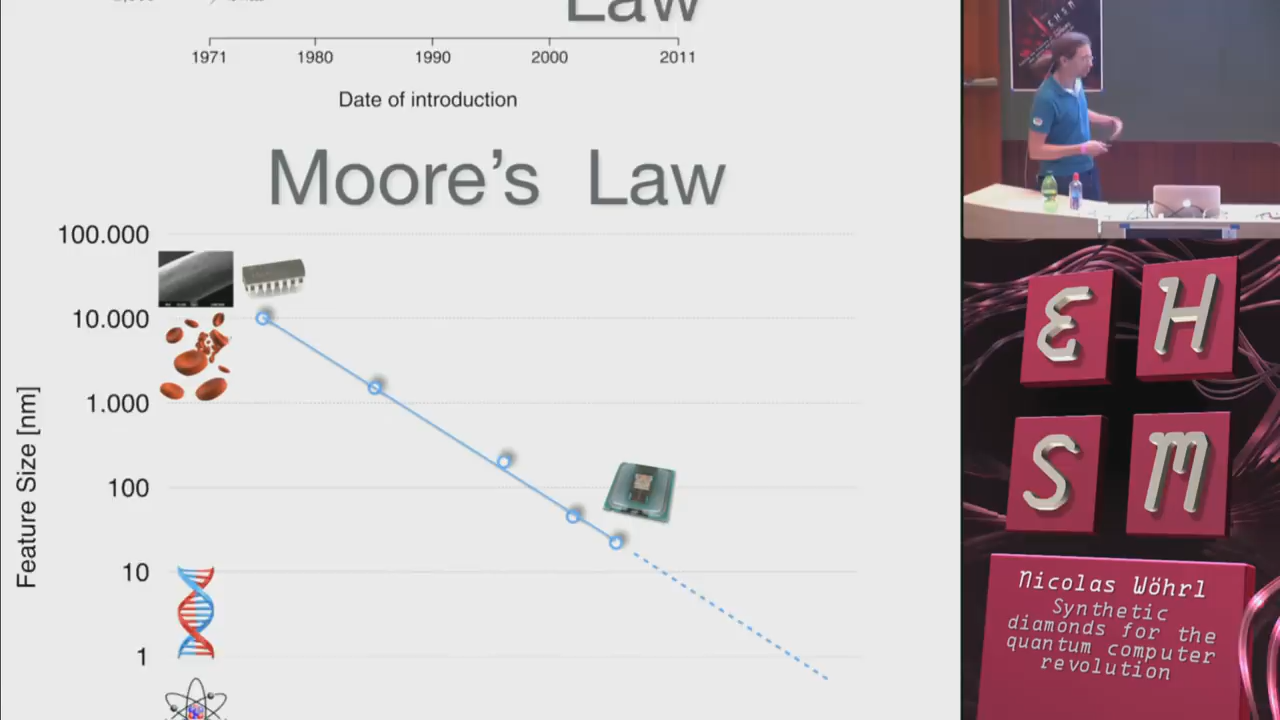 Law
1971 1980 1990 2000 2011
Date of introduction
Moore's Law
100.000
10.000
1.000
100
10
1
Feature Size [nm]
E H
S M
Nicolas Wöhrl
Synthetic
diamonds for the
quantum computer
revolution